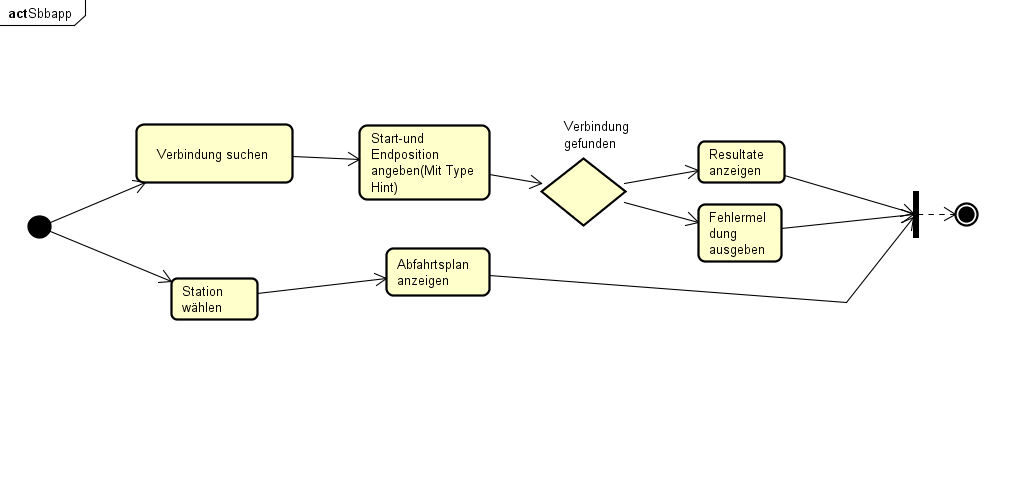 actSbbapp
Verbindung suchen
Start-und
Endposition
angeben(Mit Type
Hint)
Verbindung
gefunden
Resultate
anzeigen
Fehlermel
dung
ausgeben
Station
wählen
Abfahrtsplan
anzeigen